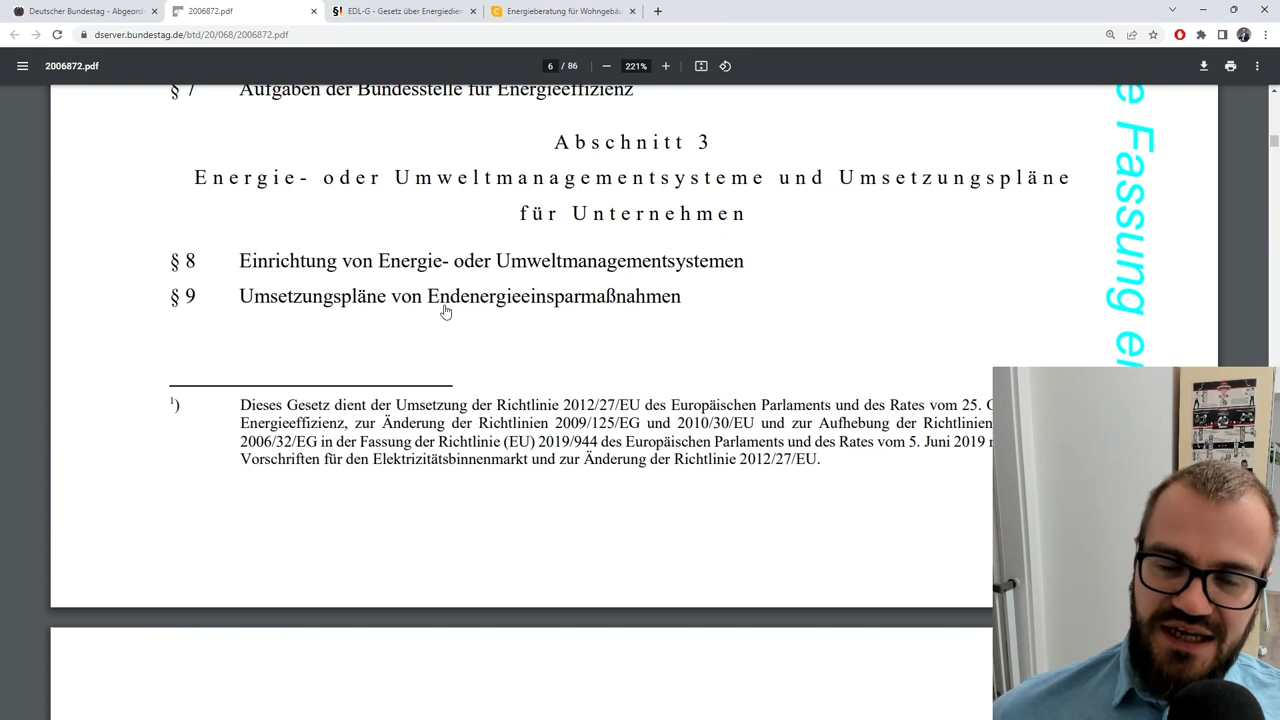 Deutscher Bundestag - Abgeord
2006872.pdf
EDL-G - Gesetz über Energiedien
Energieberatung für Wohngebäu
dserver.bundestag.de/btd/20/068/2006872.pdf
2006872.pdf
6 / 86
221%
§ 7 Aufgaben der Bundesstelle für Energieeffizienz
Abschnitt 3
Energie- oder Umweltmanagementsysteme und Umsetzungspläne
für Unternehmen
§ 8 Einrichtung von Energie- oder Umweltmanagementsystemen
§ 9 Umsetzungspläne von Endenergieeinsparmaßnahmen
e Fassung e
1) Dieses Gesetz dient der Umsetzung der Richtlinie 2012/27/EU des Europäischen Parlaments und des Rates vom 25.
Energieeffizienz, zur Änderung der Richtlinien 2009/125/EG und 2010/30/EU und zur Aufhebung der Richtlinien
2006/32/EG in der Fassung der Richtlinie (EU) 2019/944 des Europäischen Parlaments und des Rates vom 5. Juni 2019
Vorschriften für den Elektrizitätsbinnenmarkt und zur Änderung der Richtlinie 2012/27/EU.